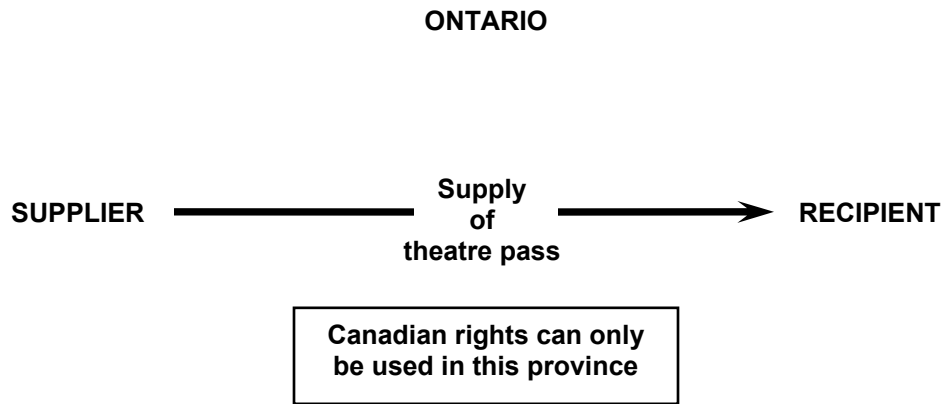 ONTARIO
SUPPLIER
Supply
of
theatre pass
RECIPIENT
Canadian rights can only
be used in this province